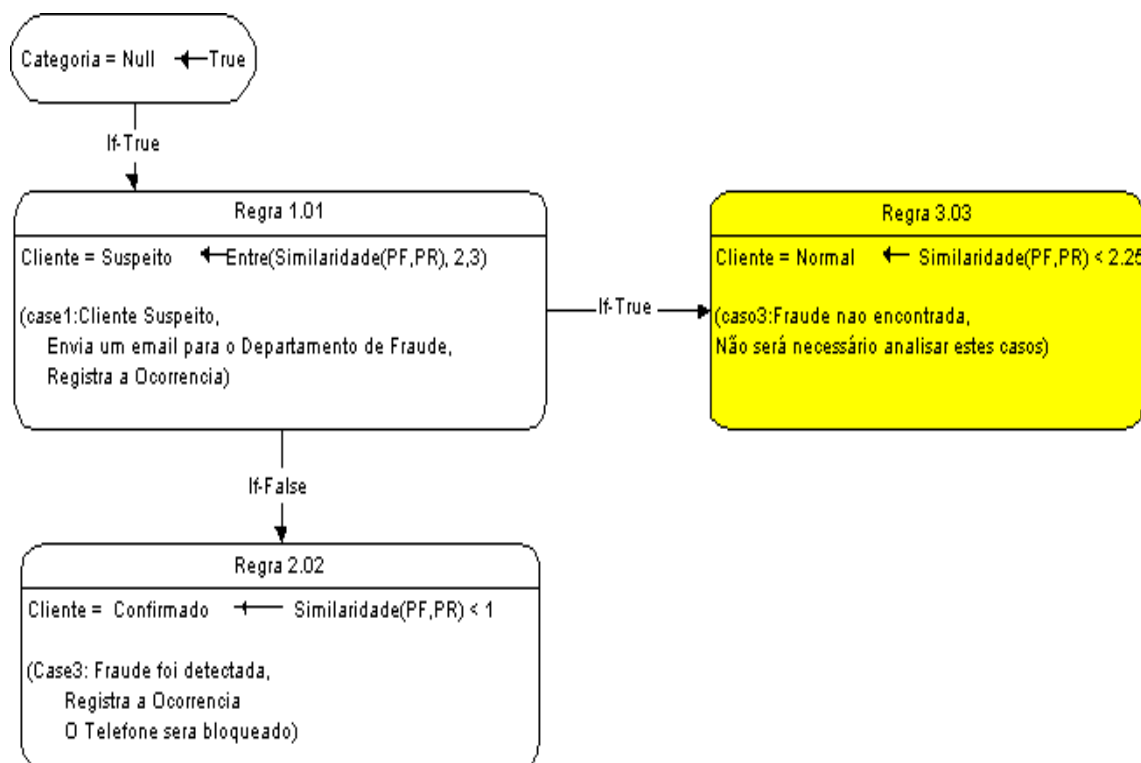 Categoria = Null ← True
If-True
Regra 1.01
Cliente = Suspeito ← Entre(Similaridade(PF,PR), 2,3)
(case1:Cliente Suspeito,
Envia um email para o Departamento de Fraude,
Registra a Ocorrencia)
If-True
Regra 3.03
Cliente = Normal ← Similaridade(PF,PR) < 2.25
(caso3:Fraude nao encontrada,
Não será necessário analisar estes casos)
If-False
Regra 2.02
Cliente = Confirmado ← Similaridade(PF,PR) < 1
(Case3: Fraude foi detectada,
Registra a Ocorrencia
O Telefone sera bloqueado)